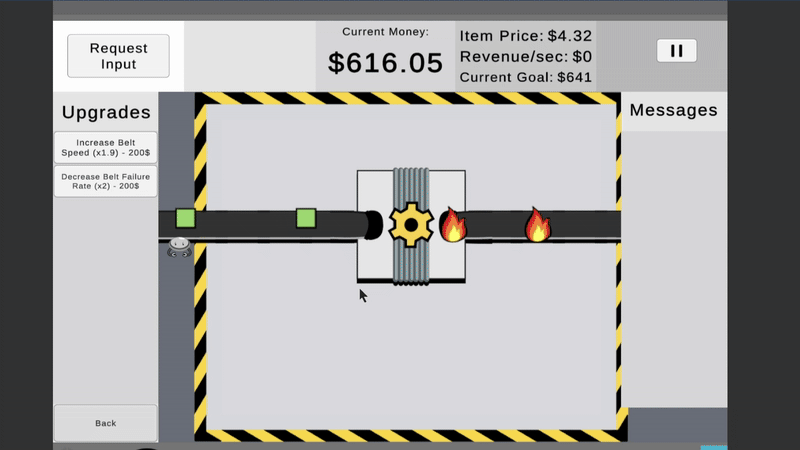 Request
Input
Current Money:
$616.05
Item Price: $4.32
Revenue/sec: $0
Current Goal: $641
Upgrades
Increase Belt
Speed (x1.9) - 200$
Decrease Belt Failure
Rate (x2) - 200$
Back
Messages